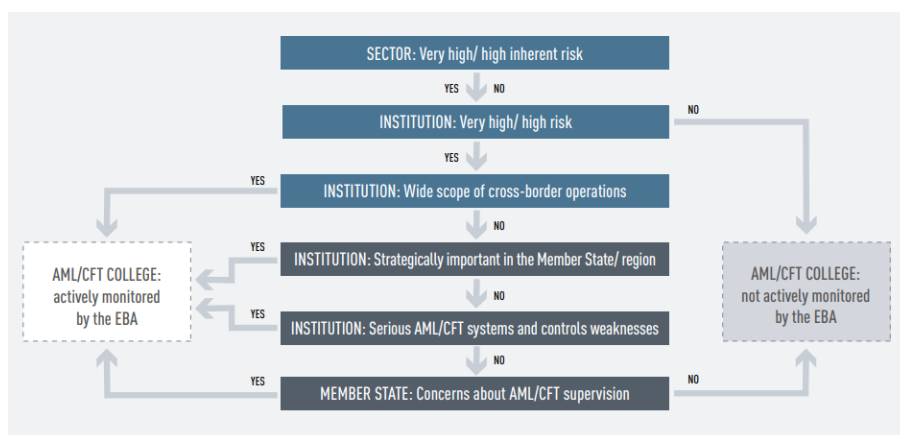 SECTOR: Very high/ high inherent risk
YES NO
INSTITUTION: Very high/ high risk
NO
YES
INSTITUTION: Wide scope of cross-border operations
YES
NO
INSTITUTION: Strategically important in the Member State/ region
YES
NO
INSTITUTION: Serious AML/CFT systems and controls weaknesses
YES
NO
MEMBER STATE: Concerns about AML/CFT supervision
YES
NO
AML/CFT COLLEGE:
actively monitored
by the EBA
AML/CFT COLLEGE:
not actively monitored
by the EBA